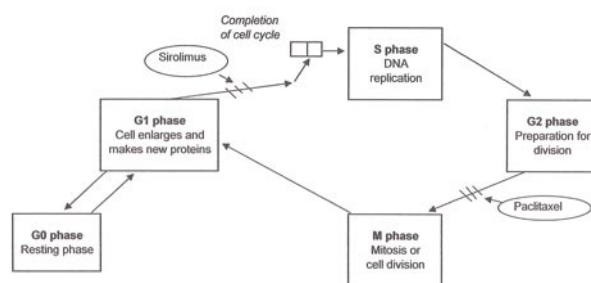 Completion
of cell cycle
Sirolimus
S phase
DNA
replication
G1 phase
Cell enlarges and
makes new proteins
G2 phase
Preparation for
division
Paclitaxel
G0 phase
Resting phase
M phase
Mitosis or
cell division